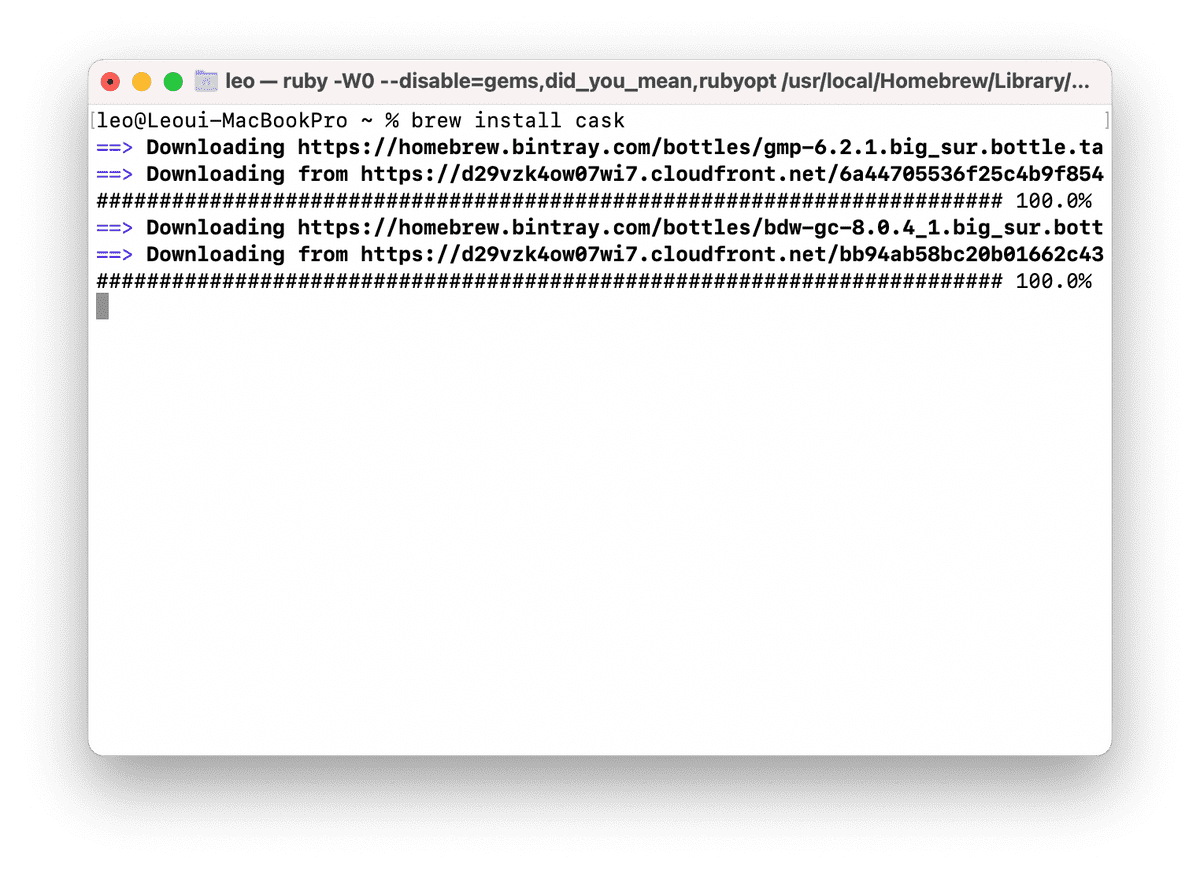 leo — ruby -W0 --disable=gems,did_you_mean,rubyopt /usr/local/Homebrew/Library/...
[leo@Leoui-MacBookPro ~ % brew install cask ]
==> Downloading https://homebrew.bintray.com/bottles/gmp-6.2.1.big_sur.bottle.ta
==> Downloading from https://d29vzk4ow07wi7.cloudfront.net/6a44705536f25c4b9f854
######################################################################## 100.0%
==> Downloading https://homebrew.bintray.com/bottles/bdw-gc-8.0.4_1.big_sur.bott
==> Downloading from https://d29vzk4ow07wi7.cloudfront.net/bb94ab58bc20b01662c43
######################################################################## 100.0%